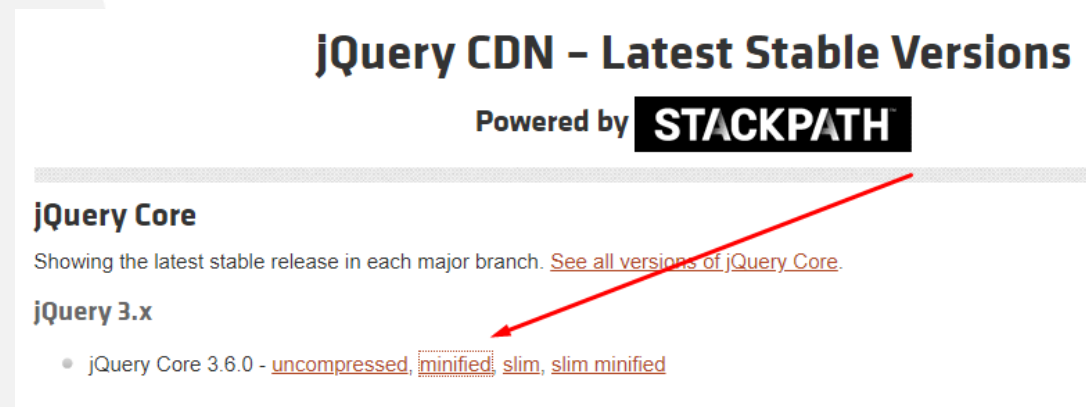 jQuery CDN – Latest Stable Versions
Powered by STACKPATH™
jQuery Core
Showing the latest stable release in each major branch. See all versions of jQuery Core.
jQuery 3.x
jQuery Core 3.6.0 - uncompressed, minified, slim, slim minified